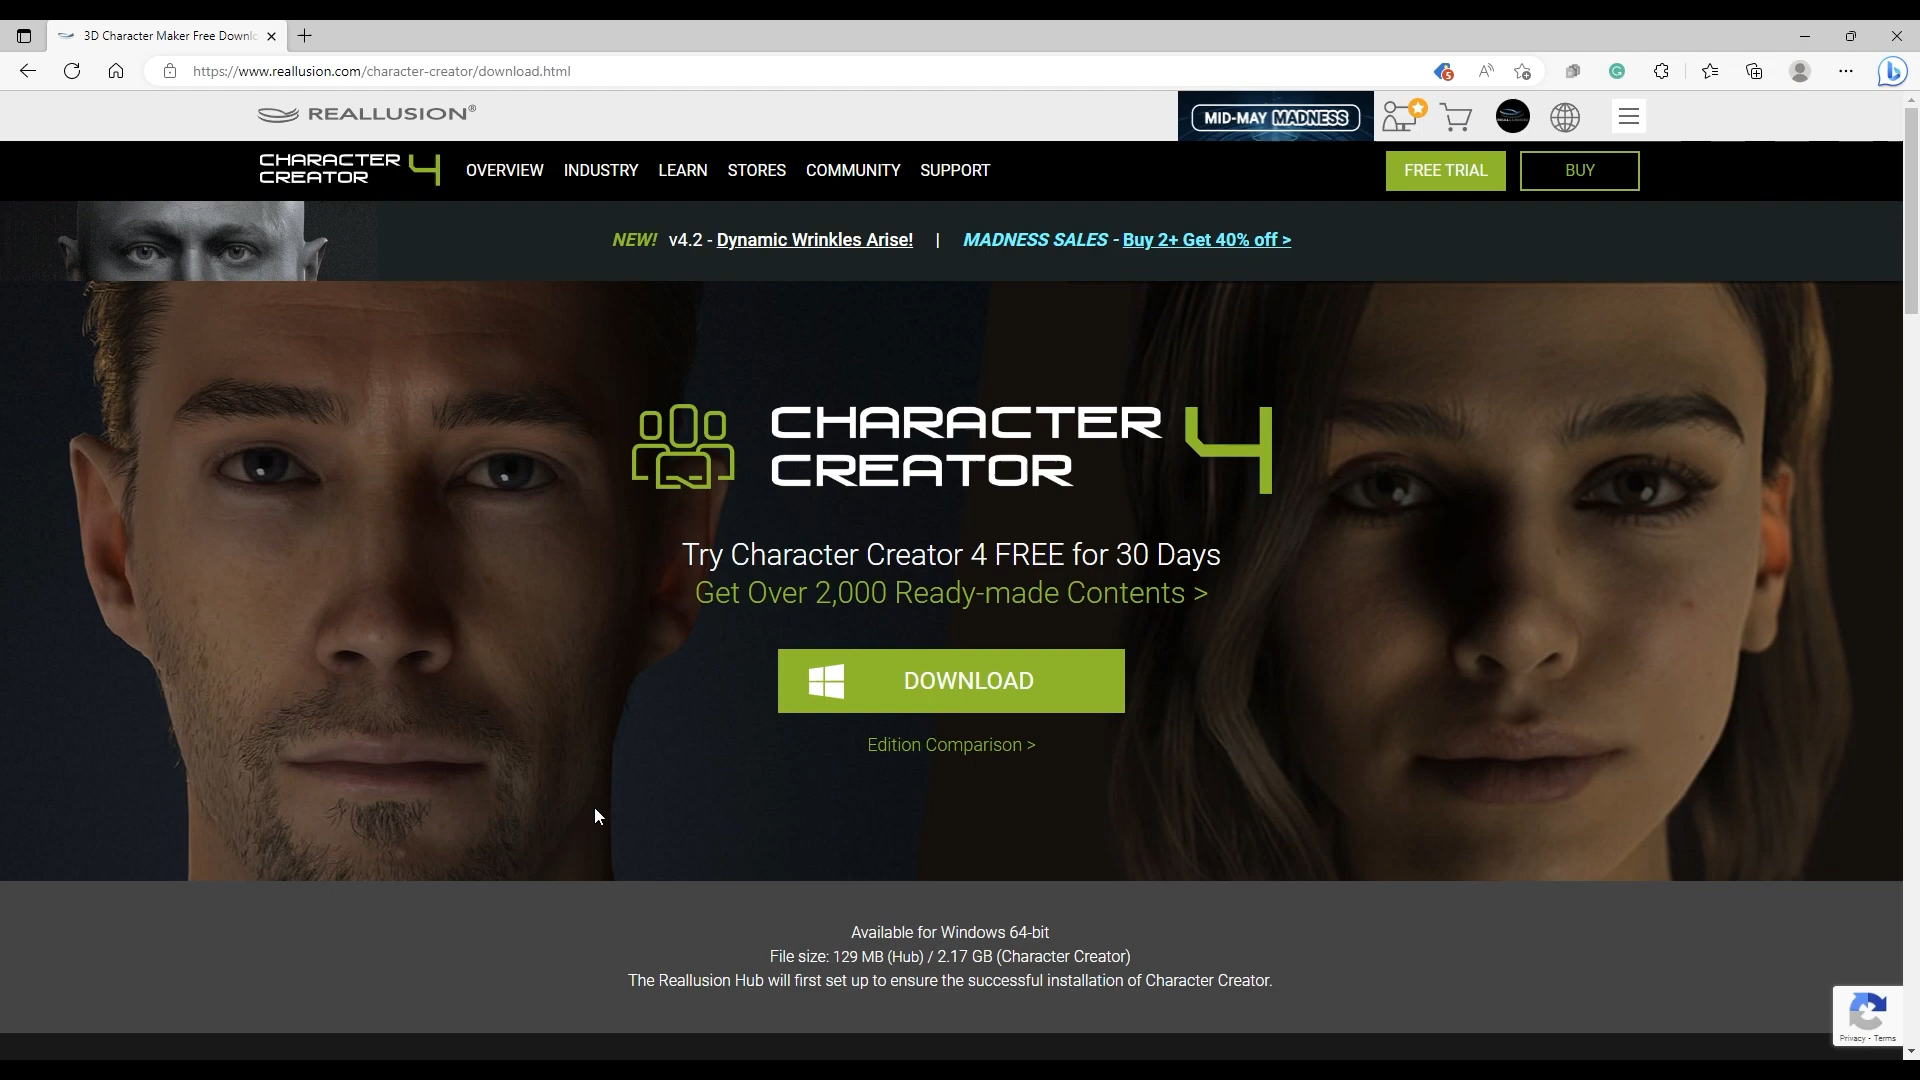 3D Character Maker Free Downlo
https://www.reallusion.com/character-creator/download.html
5
REALLUSION®
MID-MAY MADNESS
CHARACTER
CREATOR 4
OVERVIEW INDUSTRY LEARN STORES COMMUNITY SUPPORT
FREE TRIAL
BUY
NEW! v4.2 - Dynamic Wrinkles Arise! | MADNESS SALES - Buy 2+ Get 40% off >
CHARACTER
CREATOR 4
Try Character Creator 4 FREE for 30 Days
Get Over 2,000 Ready-made Contents >
DOWNLOAD
Edition Comparison >
Available for Windows 64-bit
File size: 129 MB (Hub) / 2.17 GB (Character Creator)
The Reallusion Hub will first set up to ensure the successful installation of Character Creator.
Privacy - Terms